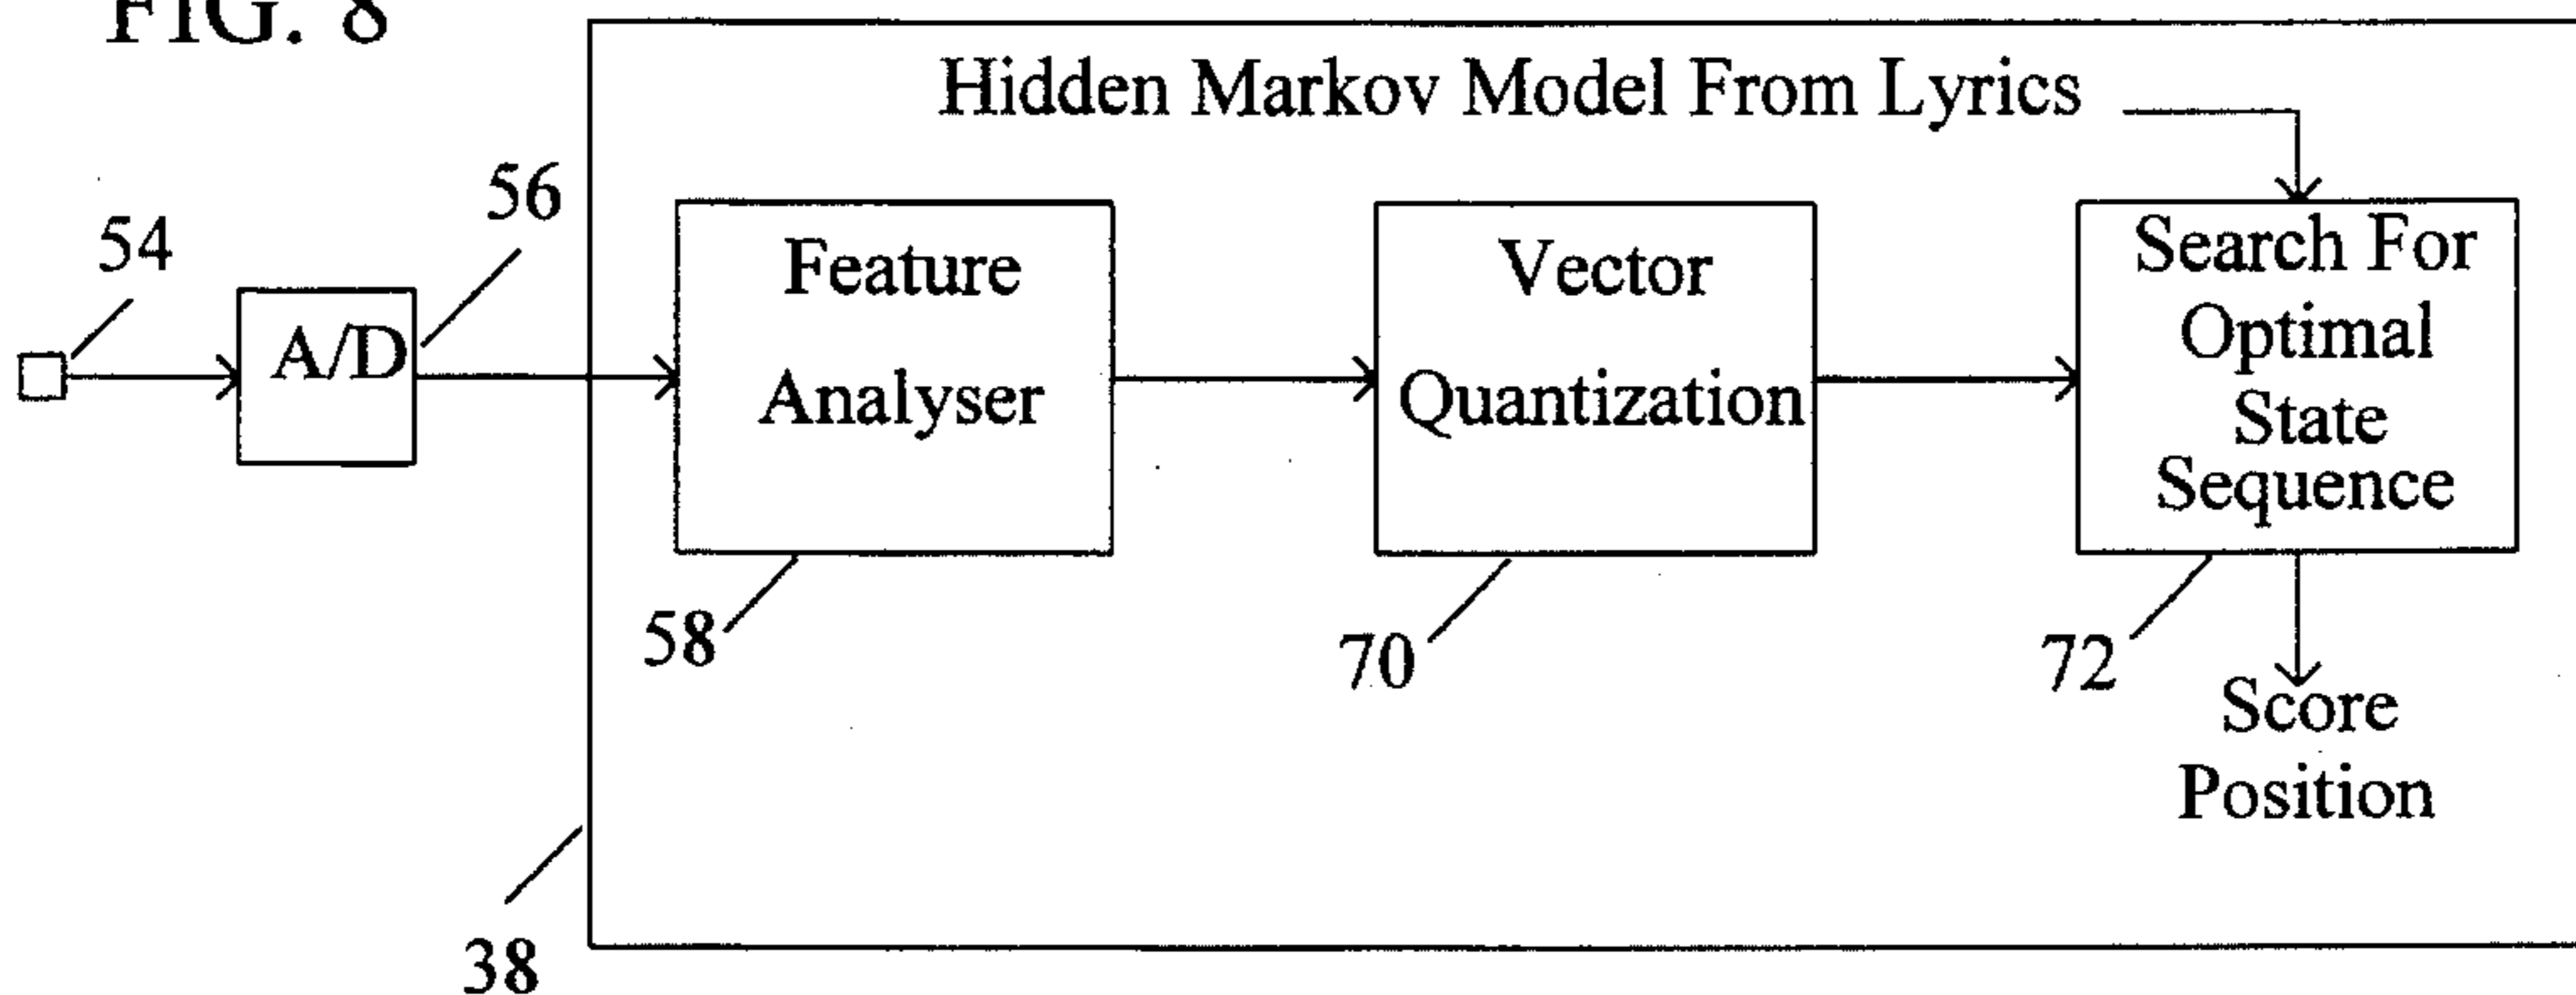 FIG. 8
Hidden Markov Model From Lyrics
54
56
A/D
Feature
Analyser
Vector
Quantization
Search For
Optimal
State
Sequence
58
70
72
Score
Position
38